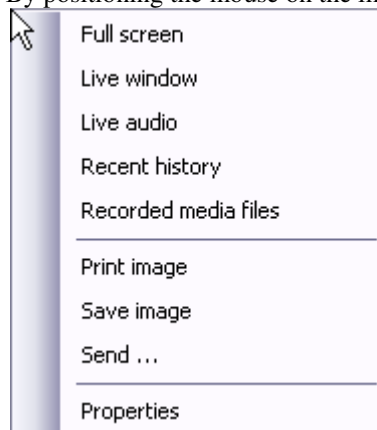 By positioning the mouse on the
Full screen
Live window
Live audio
Recent history
Recorded media files
Print image
Save image
Send ...
Properties